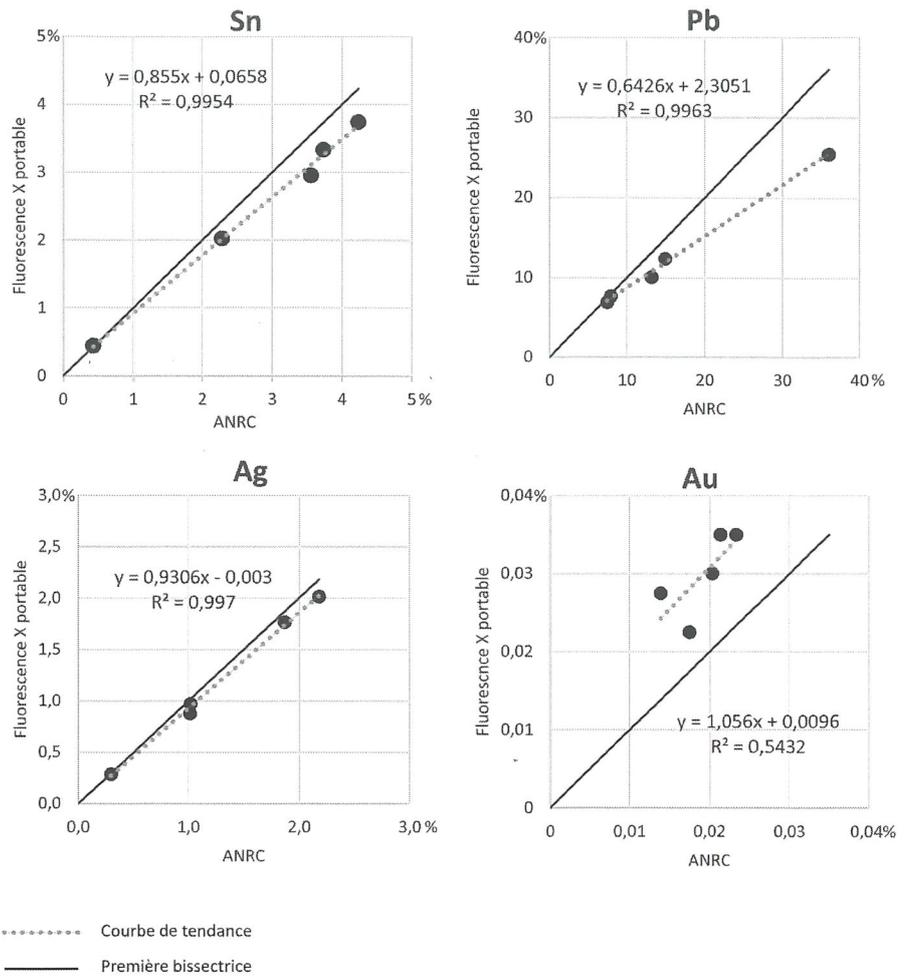 Sn
5%
4
3
2
1
0
y = 0,855x + 0,0658
R² = 0,9954
Fluorescence X portable
0 1 2 3 4 5%
ANRC
Pb
40%
30
20
10
0
y = 0,6426x + 2,3051
R² = 0,9963
Fluorescence X portable
0 10 20 30 40%
ANRC
Ag
3,0%
2,5
2,0
1,5
1,0
0,5
0,0
y = 0,9306x - 0,003
R² = 0,997
Fluorescence X portable
0,0 1,0 2,0 3,0%
ANRC
Au
0,04%
0,03
0,02
0,01
0
Fluorescnce X portable
y = 1,056x + 0,0096
R² = 0,5432
0 0,01 0,02 0,03 0,04%
ANRC
Courbe de tendance
Première bissectrice